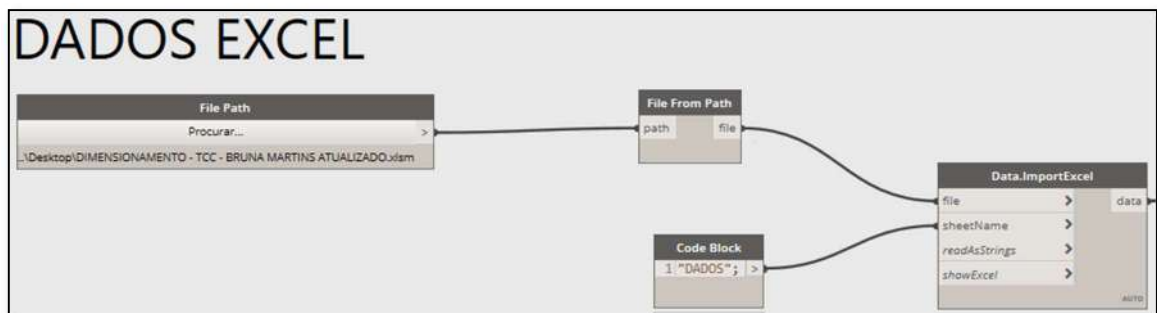 DADOS EXCEL
File Path
Procurar... >
..\Desktop\DIMENSIONAMENTO - TCC - BRUNA MARTINS ATUALIZADO.xlsm
File From Path
path file
Code Block
1 "DADOS"; >
Data.ImportExcel
file > data
sheetName >
readAsStrings >
showExcel >
AUTO